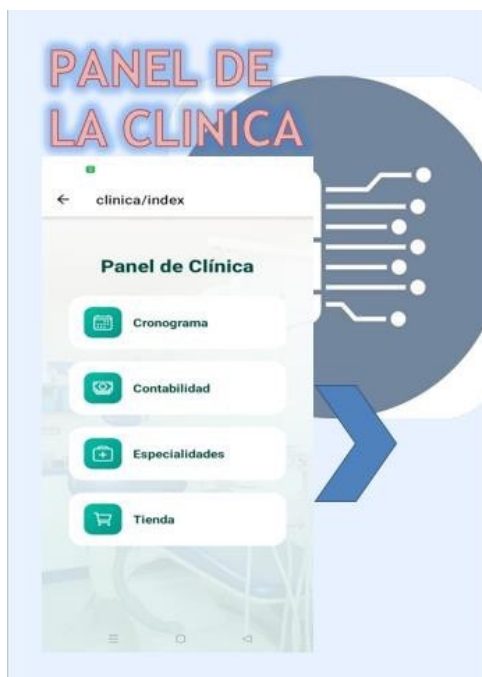 PANEL DE
LA CLINICA
clinica/index
Panel de Clínica
Cronograma
Contabilidad
Especialidades
Tienda